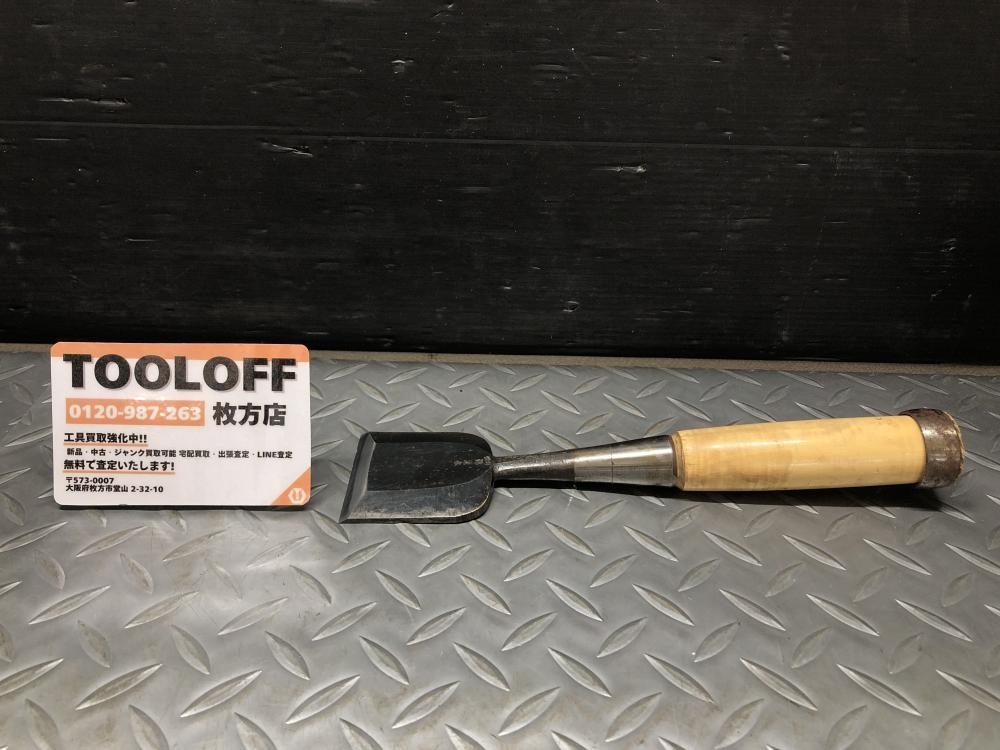 TOOLOFF
0120-987-263 枚方店
工具買取強化中!!
新品・中古・ジャンク買取可能 宅配買取・出張査定・LINE査定
無料で査定いたします!
〒573-0007
大阪府枚方市堂山 2-32-10